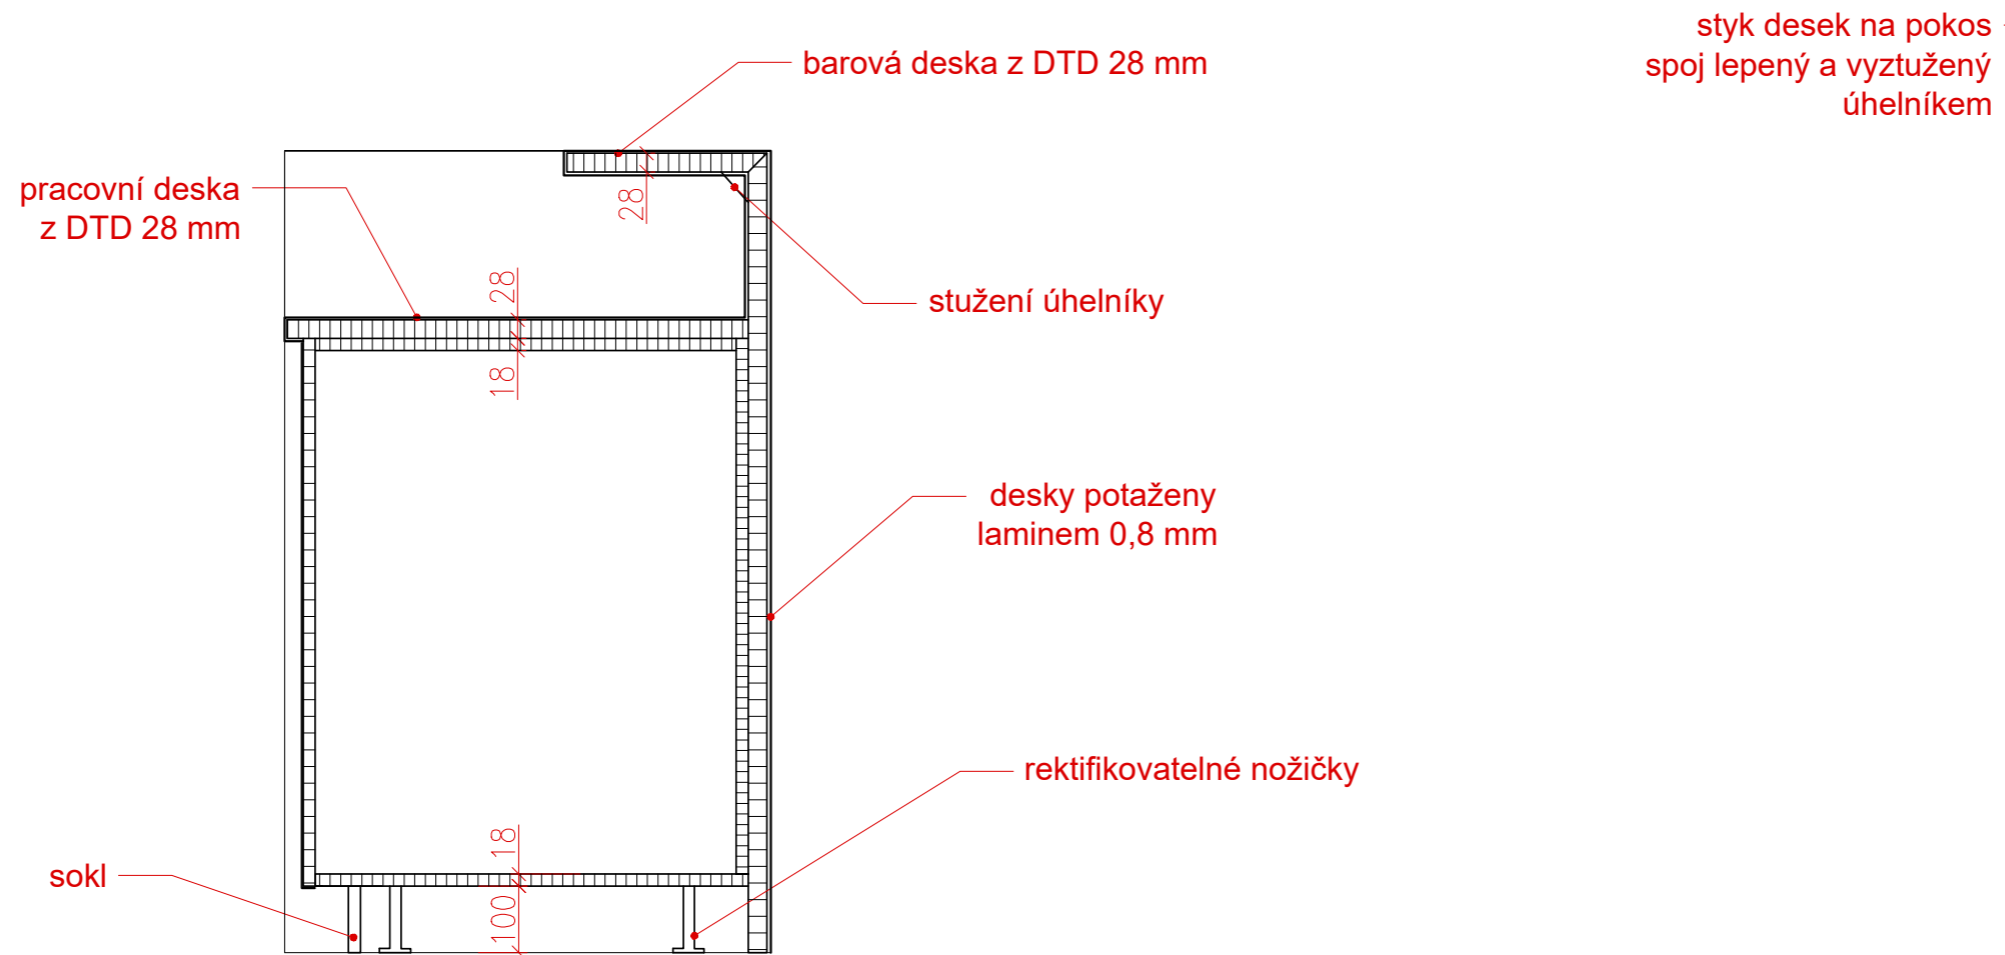 styk desek na pokos
spoj lepený a vyztužený
úhelníkem
barová deska z DTD 28 mm
pracovní deska
z DTD 28 mm
28
28
stužení úhelníky
18
desky potaženy
laminem 0,8 mm
rektifikovatelné nožičky
18
sokl
100